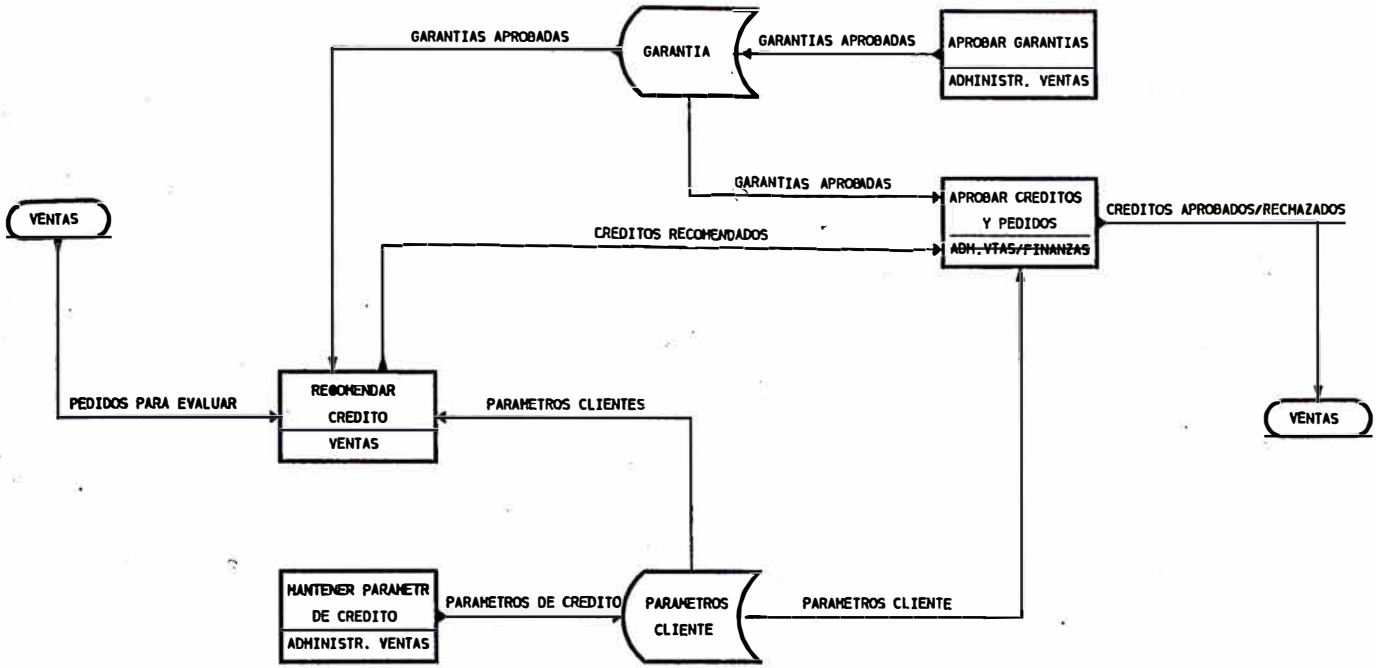 GARANTIAS APROBADAS
GARANTIA
GARANTIAS APROBADAS
APROBAR GARANTIAS
ADMINISTR. VENTAS
GARANTIAS APROBADAS
APROBAR CREDITOS
Y PEDIDOS
ADM.VTAS/FINANZAS
CREDITOS APROBADOS/RECHAZADOS
VENTAS
CREDITOS RECOMENDADOS
PEDIDOS PARA EVALUAR
RECOMENDAR
CREDITO
VENTAS
PARAMETROS CLIENTES
VENTAS
MANTENER PARAMETR
DE CREDITO
ADMINISTR. VENTAS
PARAMETROS DE CREDITO
PARAMETROS
CLIENTE
PARAMETROS CLIENTE